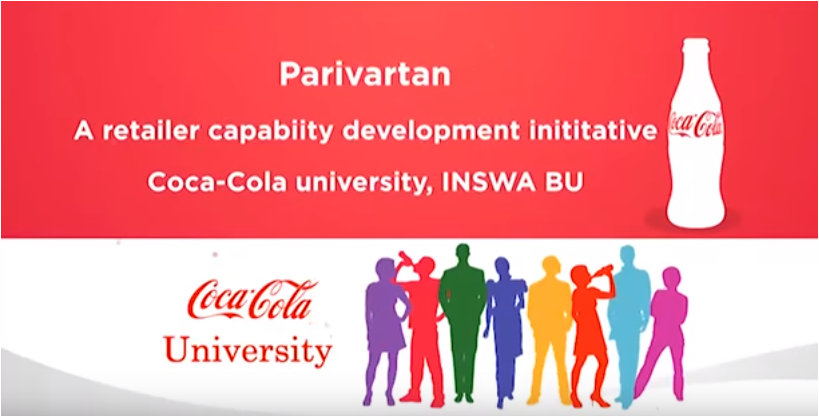 Parivartan
A retailer capabiity development inititative
Coca-Cola
Coca-Cola university, INSWA BU
Coca-Cola
University